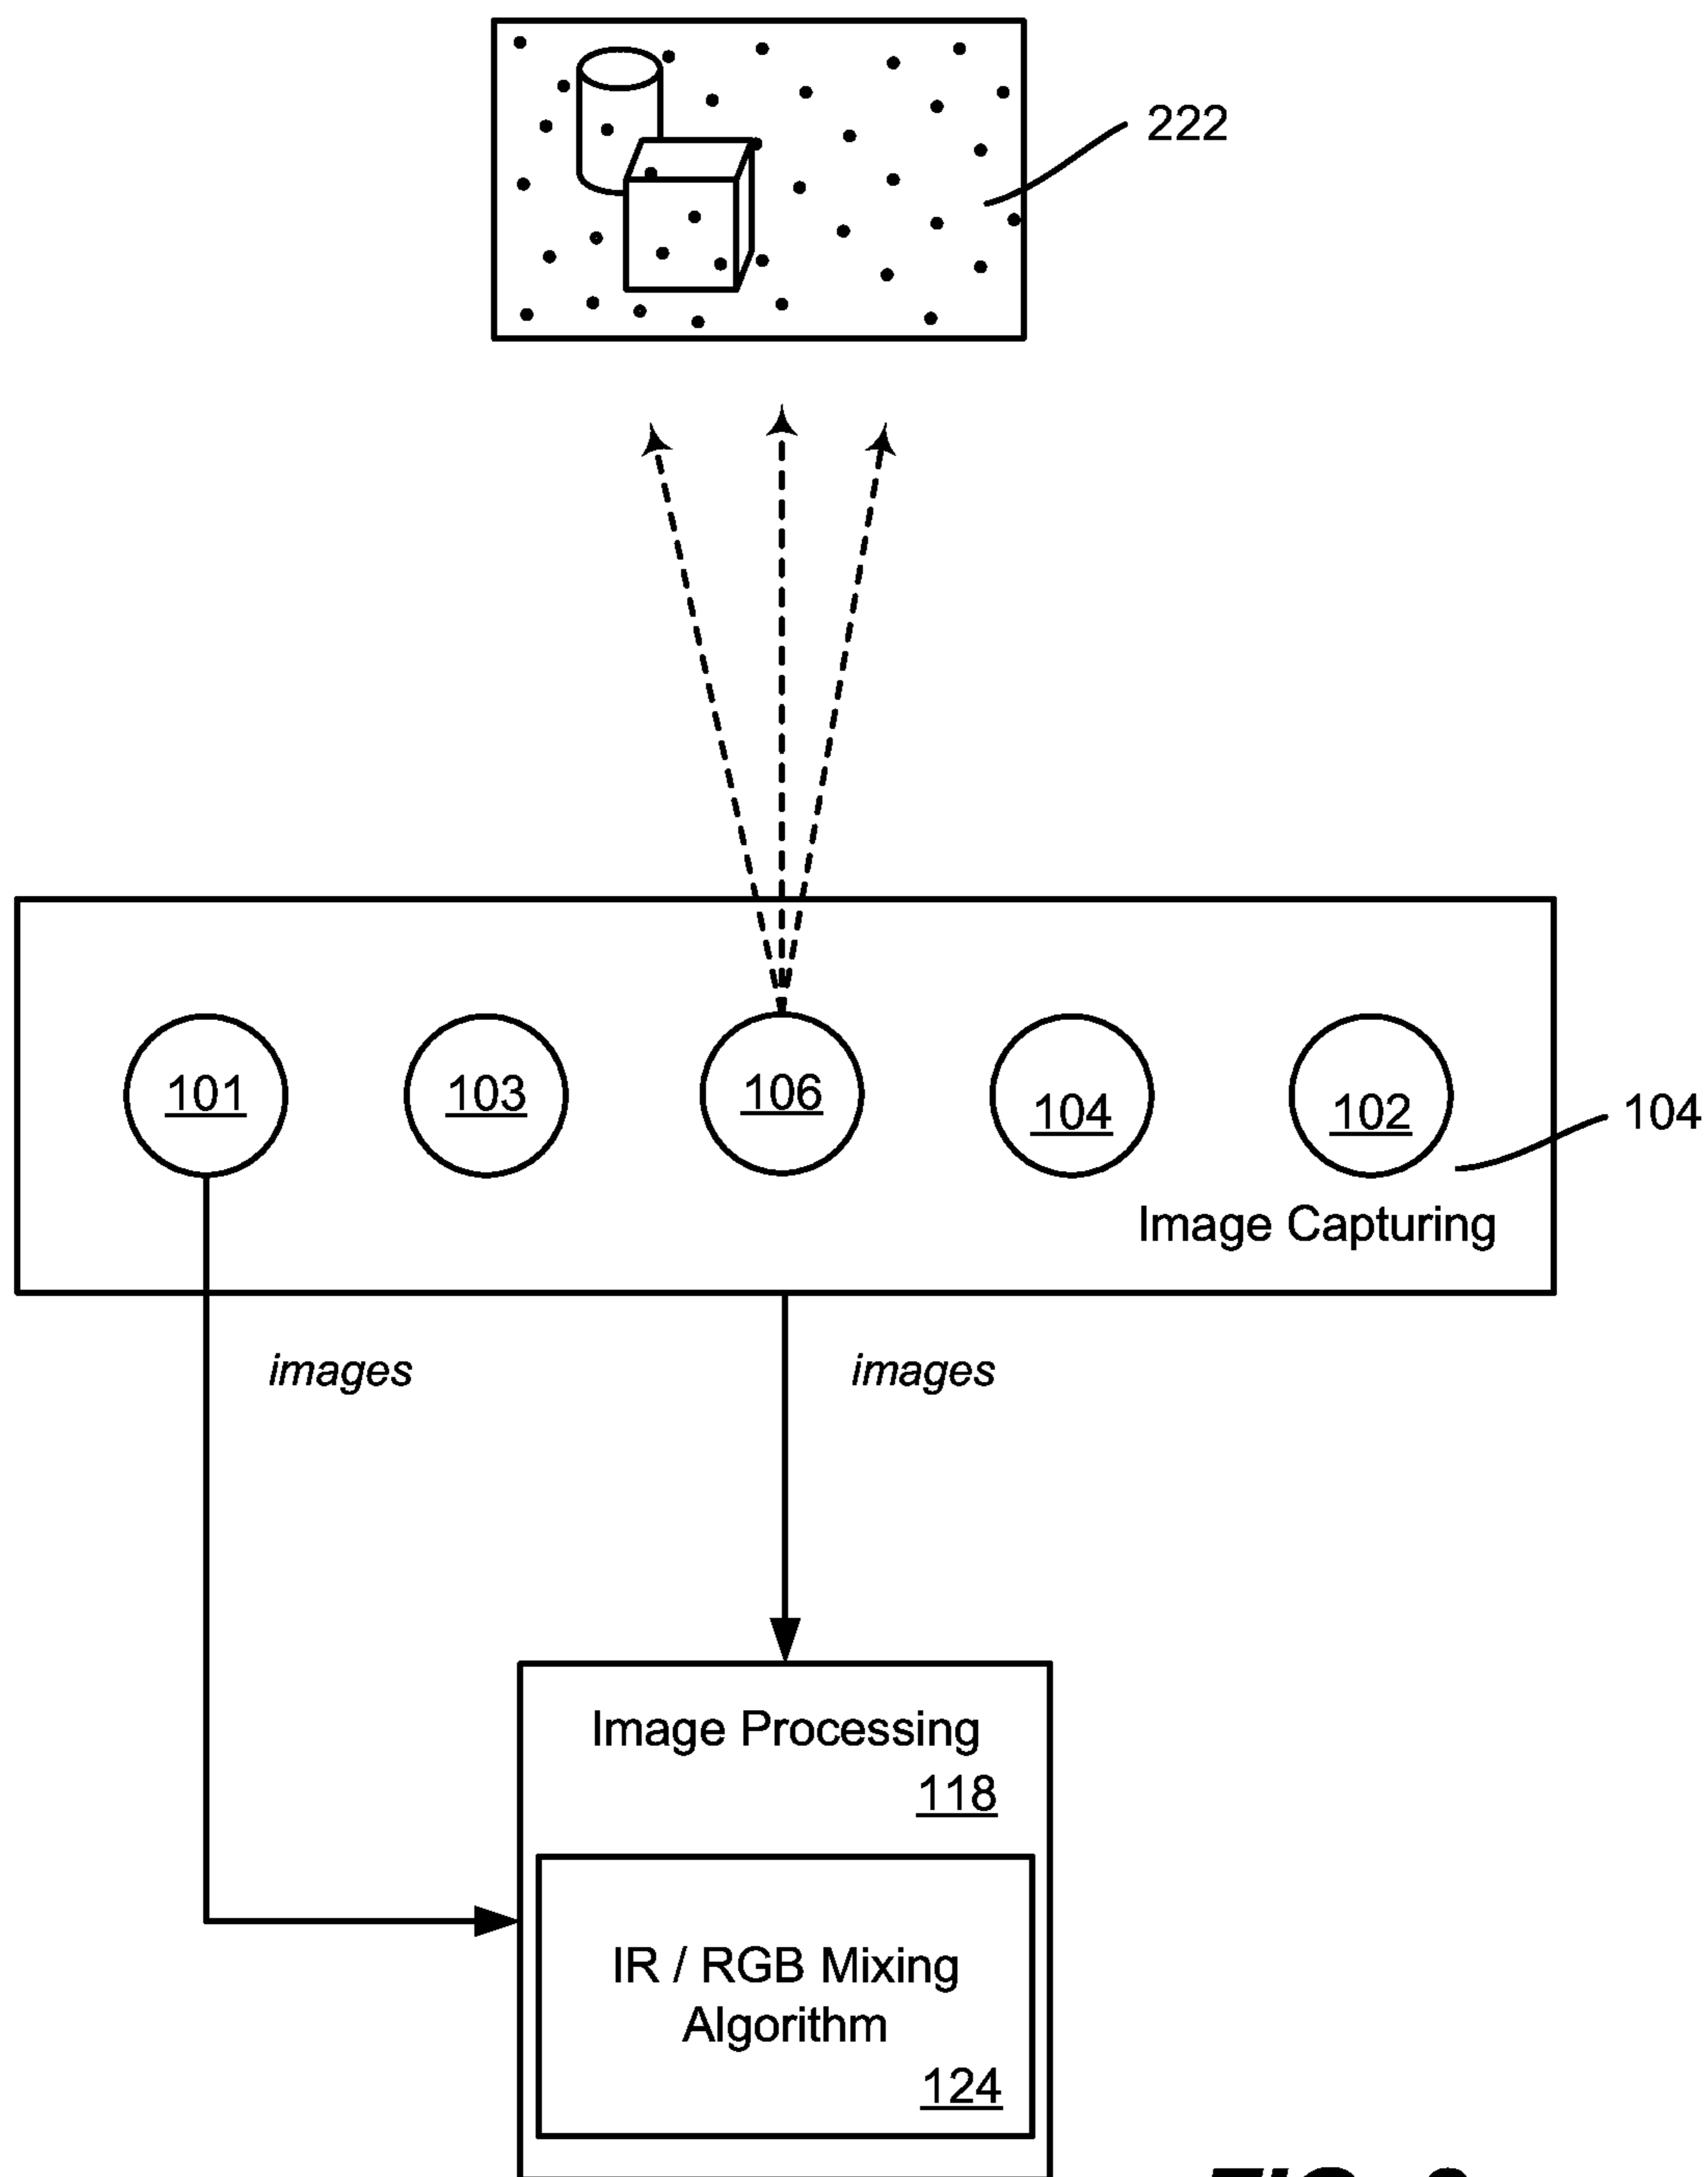 222
101
103
106
104
102
104
Image Capturing
images
images
Image Processing
118
IR / RGB Mixing
Algorithm
124